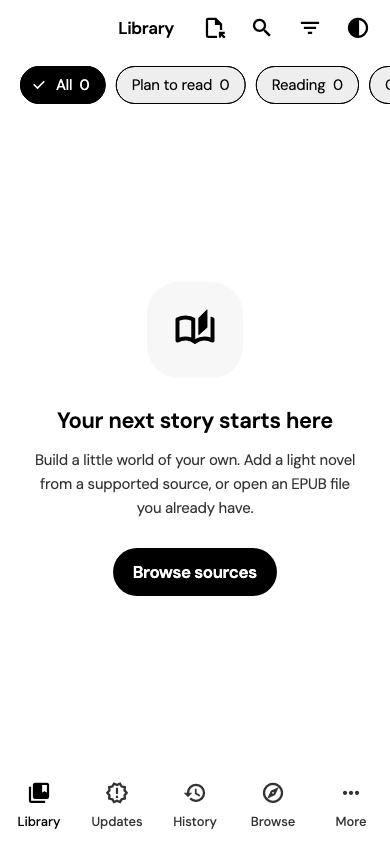 Library
All 0
Plan to read 0
Reading 0
Your next story starts here
Build a little world of your own. Add a light novel
from a supported source, or open an EPUB file
you already have.
Browse sources
Library
Updates
History
Browse
More